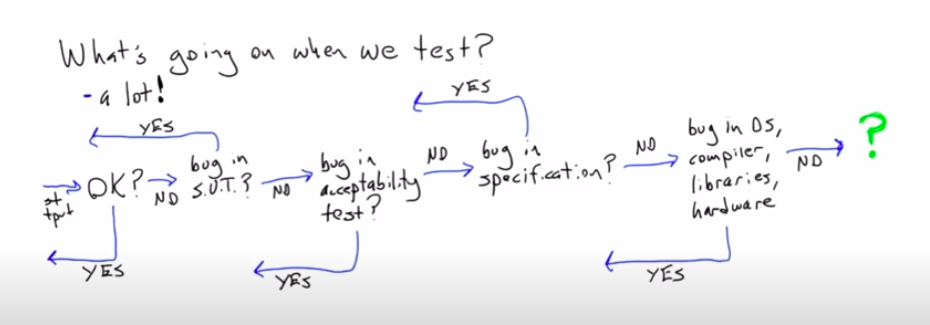 What's going on when we test?
- a lot!
YES
YES
OK?
NO
bug in
S.U.T.?
NO
bug in
acceptability
test?
NO
bug in
specification?
NO
bug in OS,
compiler,
libraries,
hardware
NO
?
YES
YES
YES